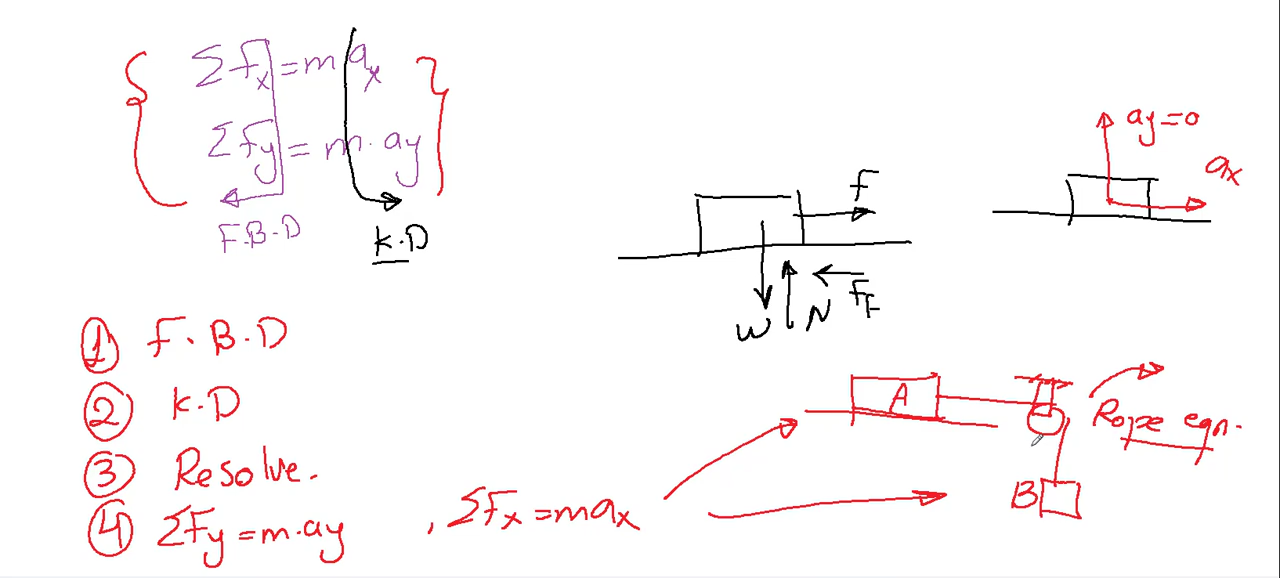 Σfx = m ax
Σfy = m. ay
F.B.D
K.D
F
W
N
FF
ay = 0
ax
① F.B.D
② K.D
③ Resolve.
④ ΣFy = m.ay , ΣFx = max
A
B
Rope eqn.